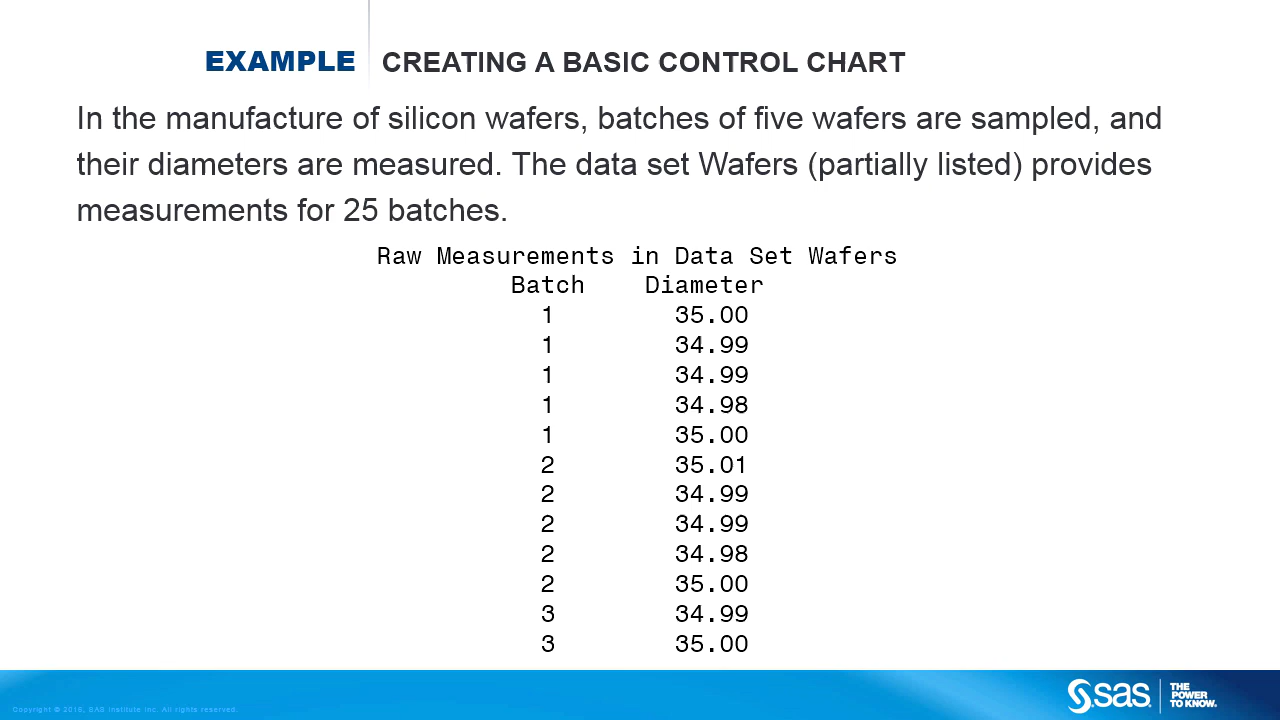 EXAMPLE CREATING A BASIC CONTROL CHART
In the manufacture of silicon wafers, batches of five wafers are sampled, and
their diameters are measured. The data set Wafers (partially listed) provides
measurements for 25 batches.
Raw Measurements in Data Set Wafers
Batch Diameter
1 35.00
1 34.99
1 34.99
1 34.98
1 35.00
2 35.01
2 34.99
2 34.99
2 34.98
2 35.00
3 34.99
3 35.00
Copyright © 2016, SAS Institute Inc. All rights reserved.
sas
THE
POWER
TO KNOW.